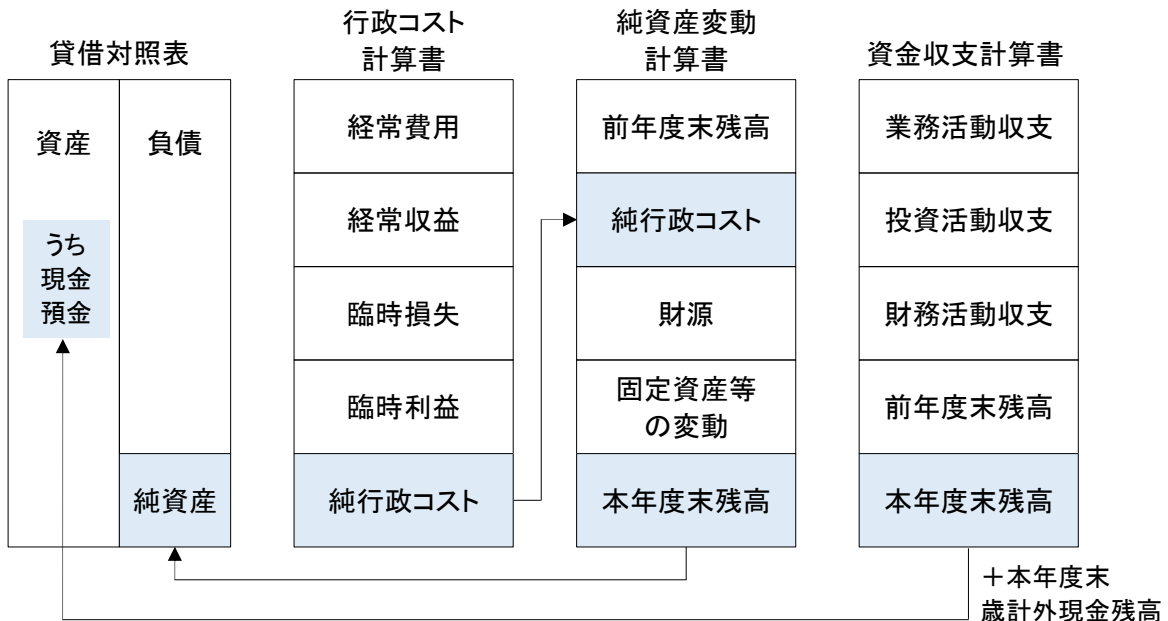 貸借対照表
資産
負債
うち
現金
預金
純資産
行政コスト
計算書
経常費用
経常収益
臨時損失
臨時利益
純行政コスト
純資産変動
計算書
前年度末残高
純行政コスト
財源
固定資産等
の変動
本年度末残高
資金収支計算書
業務活動収支
投資活動収支
財務活動収支
前年度末残高
本年度末残高
＋本年度末
歳計外現金残高